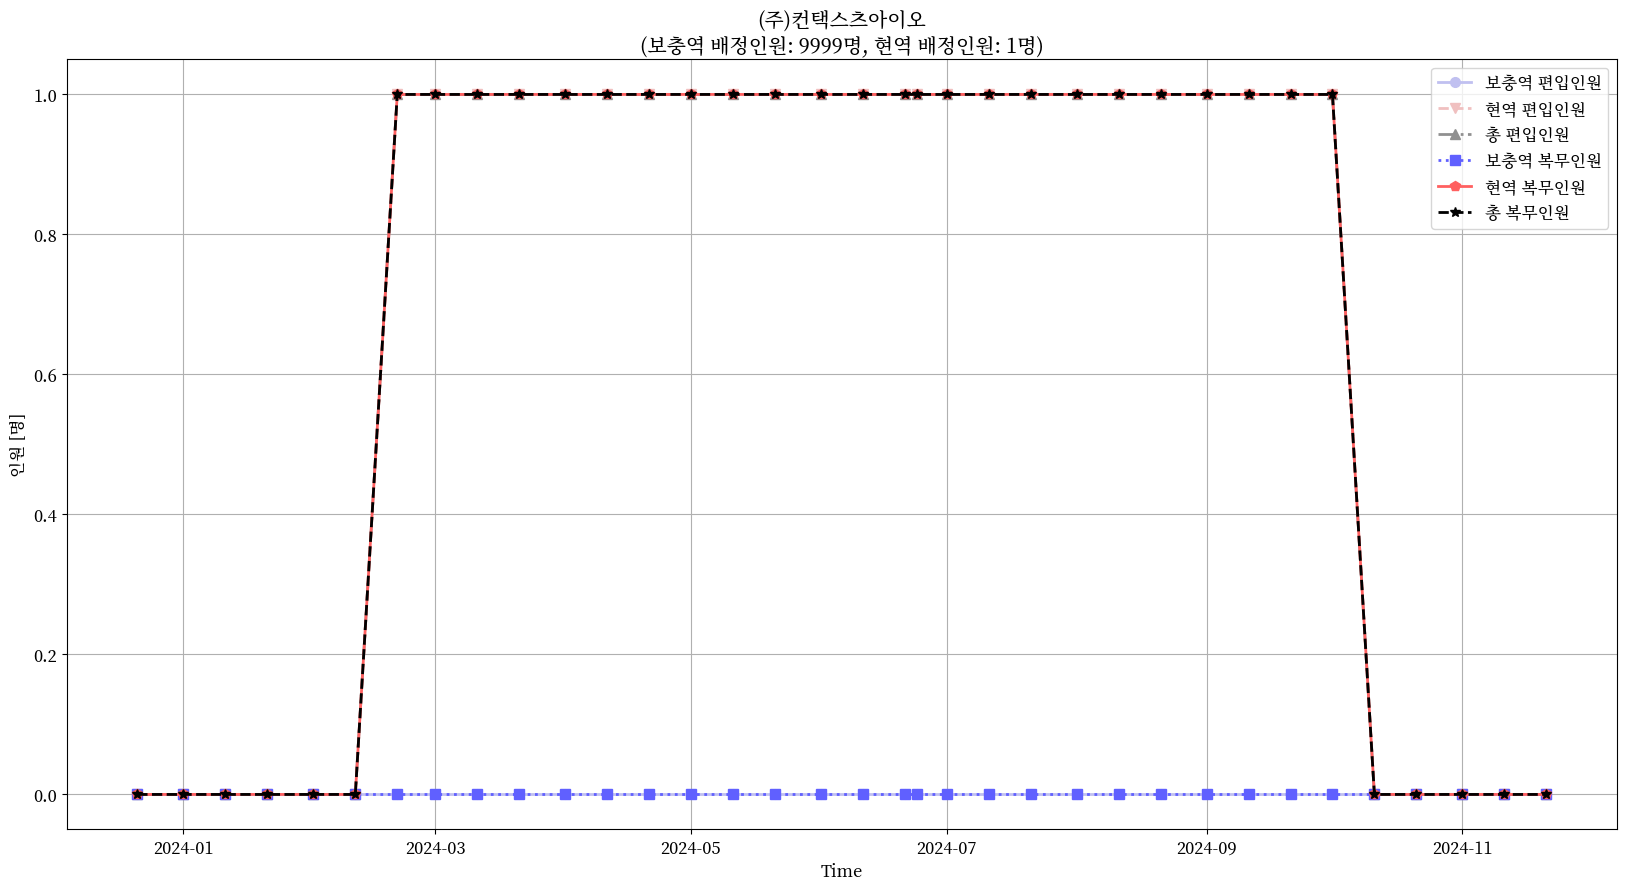 (주)컨택스츠아이오
(보충역 배정인원: 9999명, 현역 배정인원: 1명)
보충역 편입인원
현역 편입인원
총 편입인원
보충역 복무인원
현역 복무인원
총 복무인원
인원 [명]
1.0
0.8
0.6
0.4
0.2
0.0
2024-01
2024-03
2024-05
2024-07
2024-09
2024-11
Time